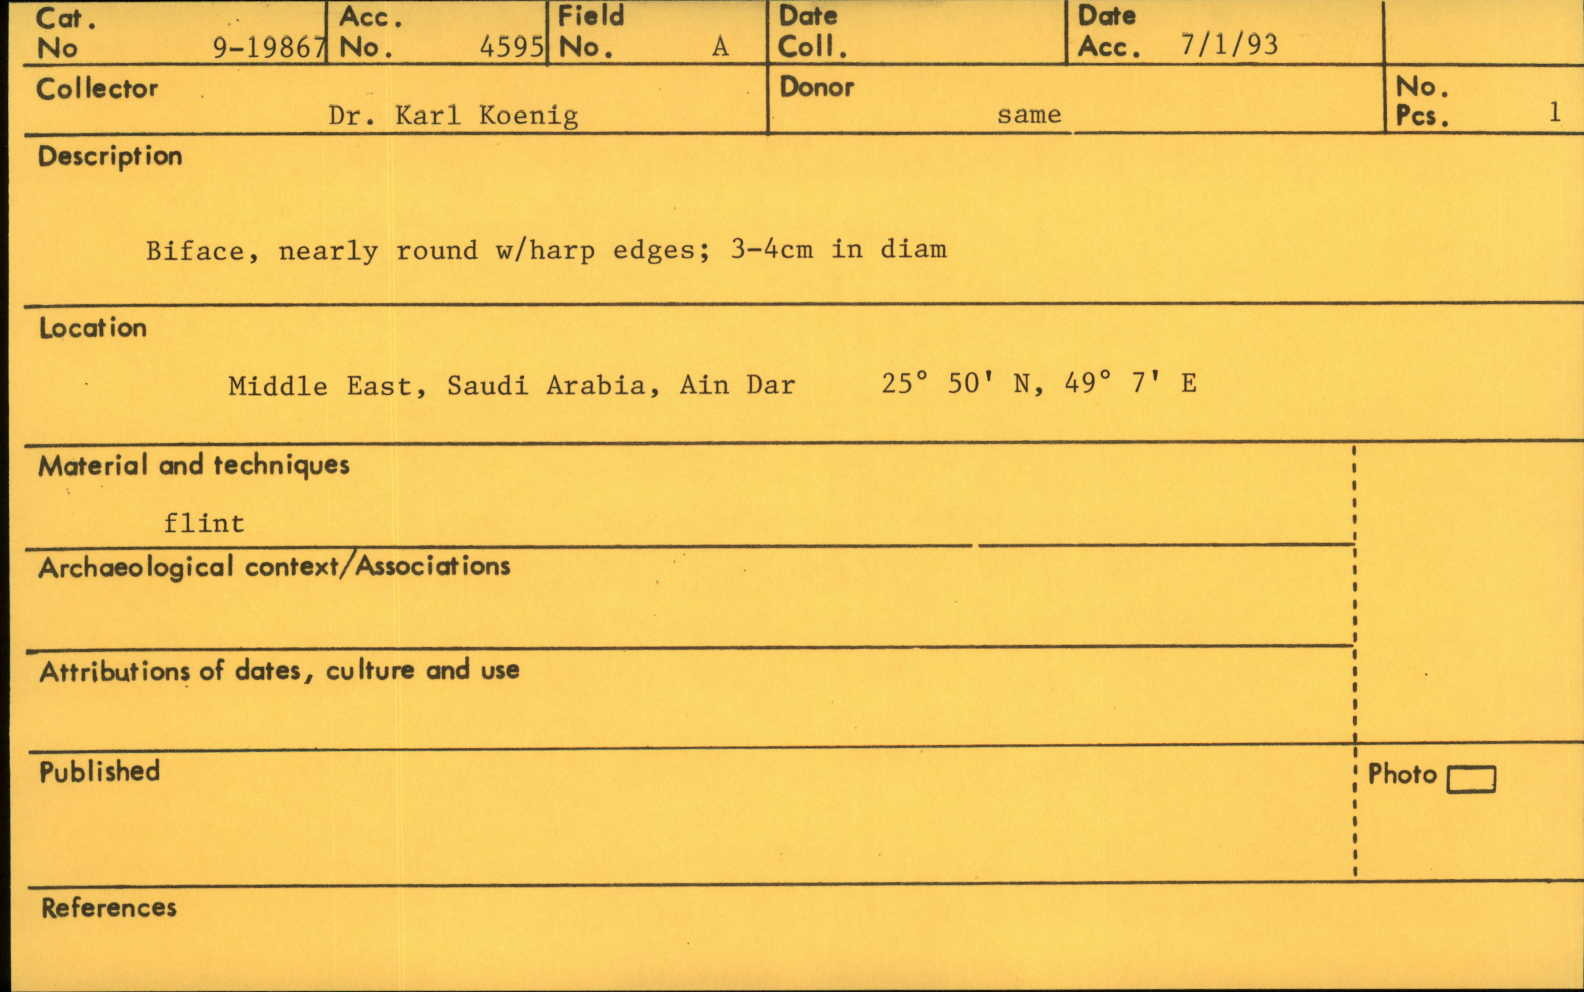 Cat. Acc. Field Date Date
No 9-19867 No. 4595 No. A Coll. Acc. 7/1/93
Collector Donor No.
Dr. Karl Koenig same Pcs. 1
Description
Biface, nearly round w/harp edges; 3-4cm in diam
Location
Middle East, Saudi Arabia, Ain Dar 25° 50' N, 49° 7' E
Material and techniques
flint
Archaeological context/Associations
Attributions of dates, culture and use
Published Photo
References